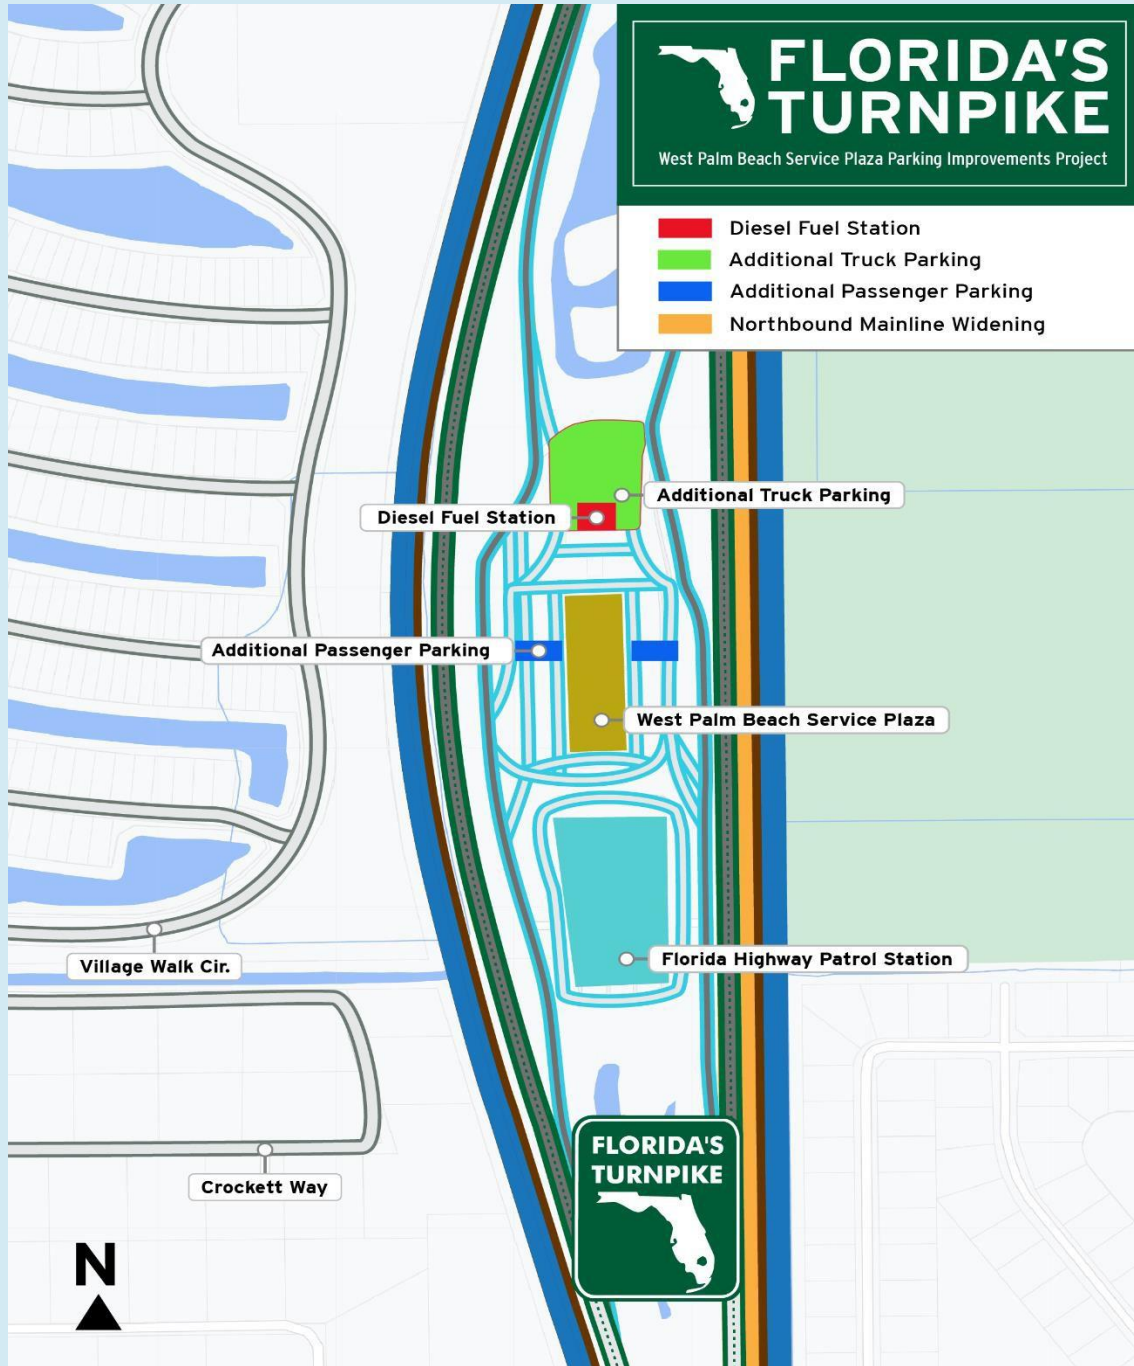 FLORIDA'S
TURNPIKE
West Palm Beach Service Plaza Parking Improvements Project
Diesel Fuel Station
Additional Truck Parking
Additional Passenger Parking
Northbound Mainline Widening
Additional Truck Parking
Diesel Fuel Station
Additional Passenger Parking
West Palm Beach Service Plaza
Village Walk Cir.
Florida Highway Patrol Station
FLORIDA'S
TURNPIKE
Crockett Way
N